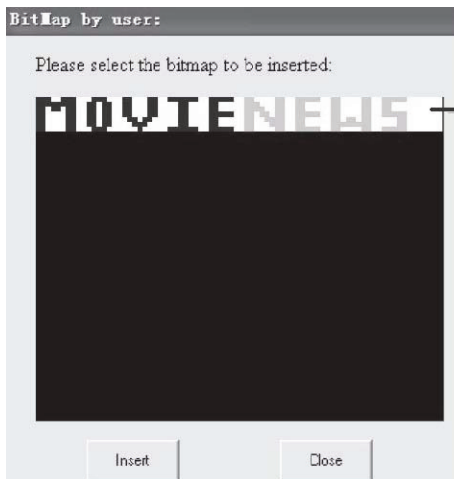 BitMap by user:
Please select the bitmap to be inserted:
MOVIENEWS
Insert Close